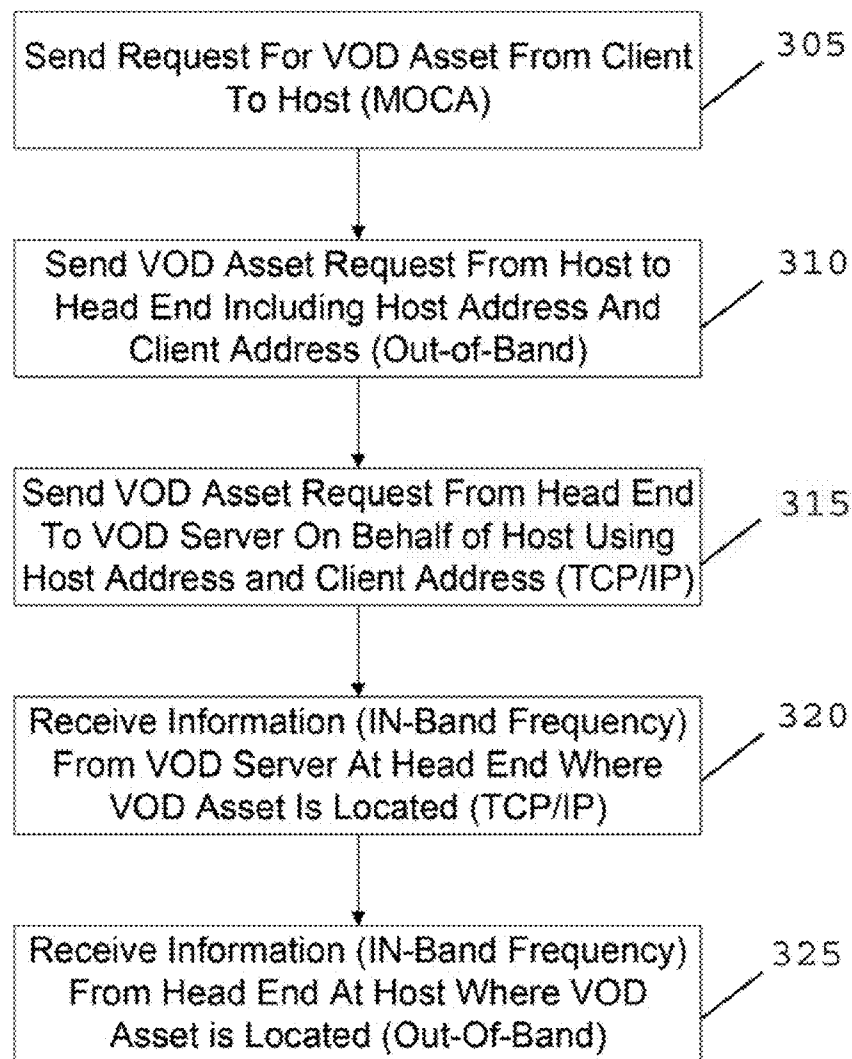 Send Request For VOD Asset From Client
To Host (MOCA)
305
Send VOD Asset Request From Host to
Head End Including Host Address And
Client Address (Out-of-Band)
310
Send VOD Asset Request From Head End
To VOD Server On Behalf of Host Using
Host Address and Client Address (TCP/IP)
315
Receive Information (IN-Band Frequency)
From VOD Server At Head End Where
VOD Asset Is Located (TCP/IP)
320
Receive Information (IN-Band Frequency)
From Head End At Host Where VOD
Asset is Located (Out-Of-Band)
325